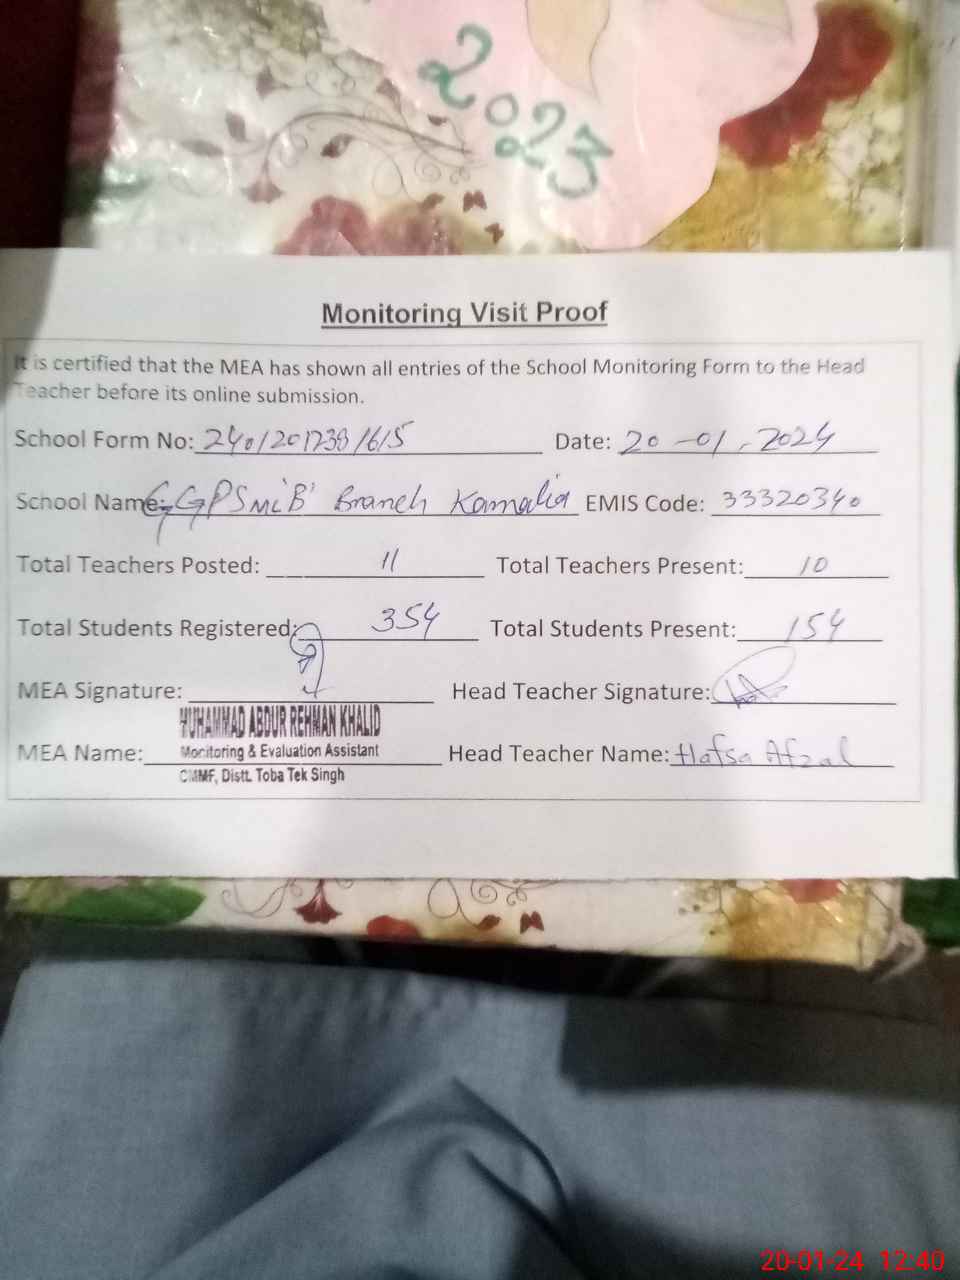 2023
Monitoring Visit Proof
It is certified that the MEA has shown all entries of the School Monitoring Form to the Head
Teacher before its online submission.
School Form No: 24012017381615 Date: 20-01-2024
School Name: GGPS MC 'B' Branch Kamalia EMIS Code: 33320340
Total Teachers Posted: 11 Total Teachers Present: 10
Total Students Registered: 354 Total Students Present: 154
MEA Signature: Head Teacher Signature:
MUHAMMAD ABDUR REHMAN KHALID
MEA Name: Monitoring & Evaluation Assistant Head Teacher Name: Hafsa Afzal
CMMF, Distt. Toba Tek Singh
20-01-24 12:40